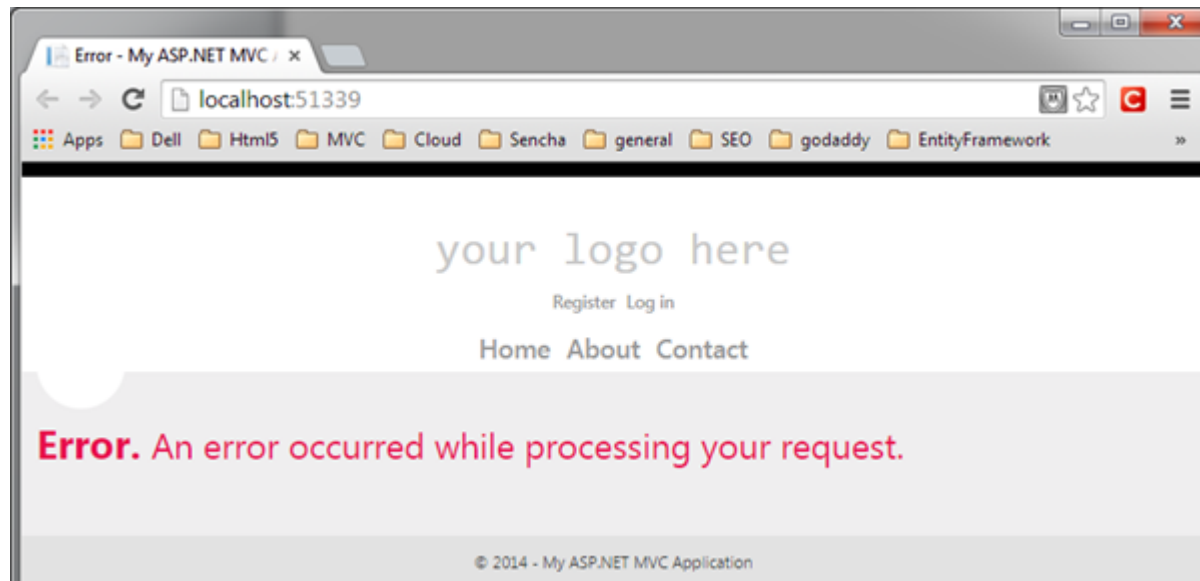 Error - My ASP.NET MVC
localhost:51339
Apps Dell Html5 MVC Cloud Sencha general SEO godaddy EntityFramework »
your logo here
Register Log in
Home About Contact
Error. An error occurred while processing your request.
© 2014 - My ASP.NET MVC Application